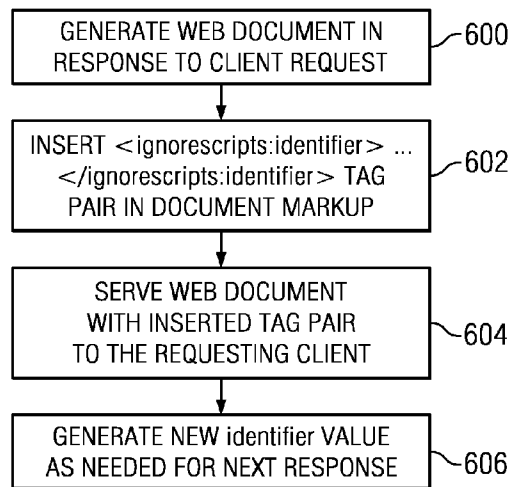 GENERATE WEB DOCUMENT IN
RESPONSE TO CLIENT REQUEST
600
INSERT <ignorescripts:identifier> ...
</ignorescripts:identifier> TAG
PAIR IN DOCUMENT MARKUP
602
SERVE WEB DOCUMENT
WITH INSERTED TAG PAIR
TO THE REQUESTING CLIENT
604
GENERATE NEW identifier VALUE
AS NEEDED FOR NEXT RESPONSE
606